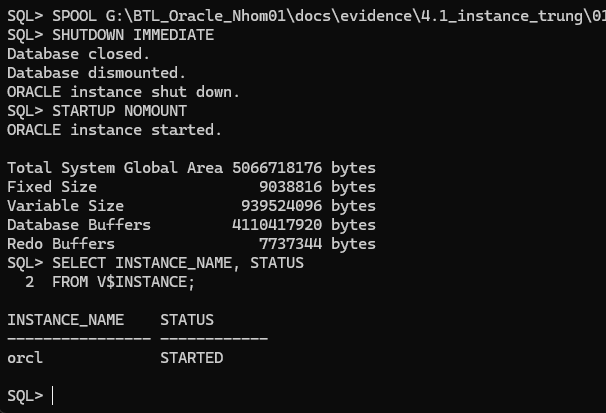 SQL> SPOOL G:\BTL_Oracle_Nhom01\docs\evidence\4.1_instance_trung\01
SQL> SHUTDOWN IMMEDIATE
Database closed.
Database dismounted.
ORACLE instance shut down.
SQL> STARTUP NOMOUNT
ORACLE instance started.

Total System Global Area 5066718176 bytes
Fixed Size                  9038816 bytes
Variable Size             939524096 bytes
Database Buffers         4110417920 bytes
Redo Buffers                7737344 bytes
SQL> SELECT INSTANCE_NAME, STATUS
  2  FROM V$INSTANCE;

INSTANCE_NAME    STATUS
---------------- ------------
orcl             STARTED

SQL>